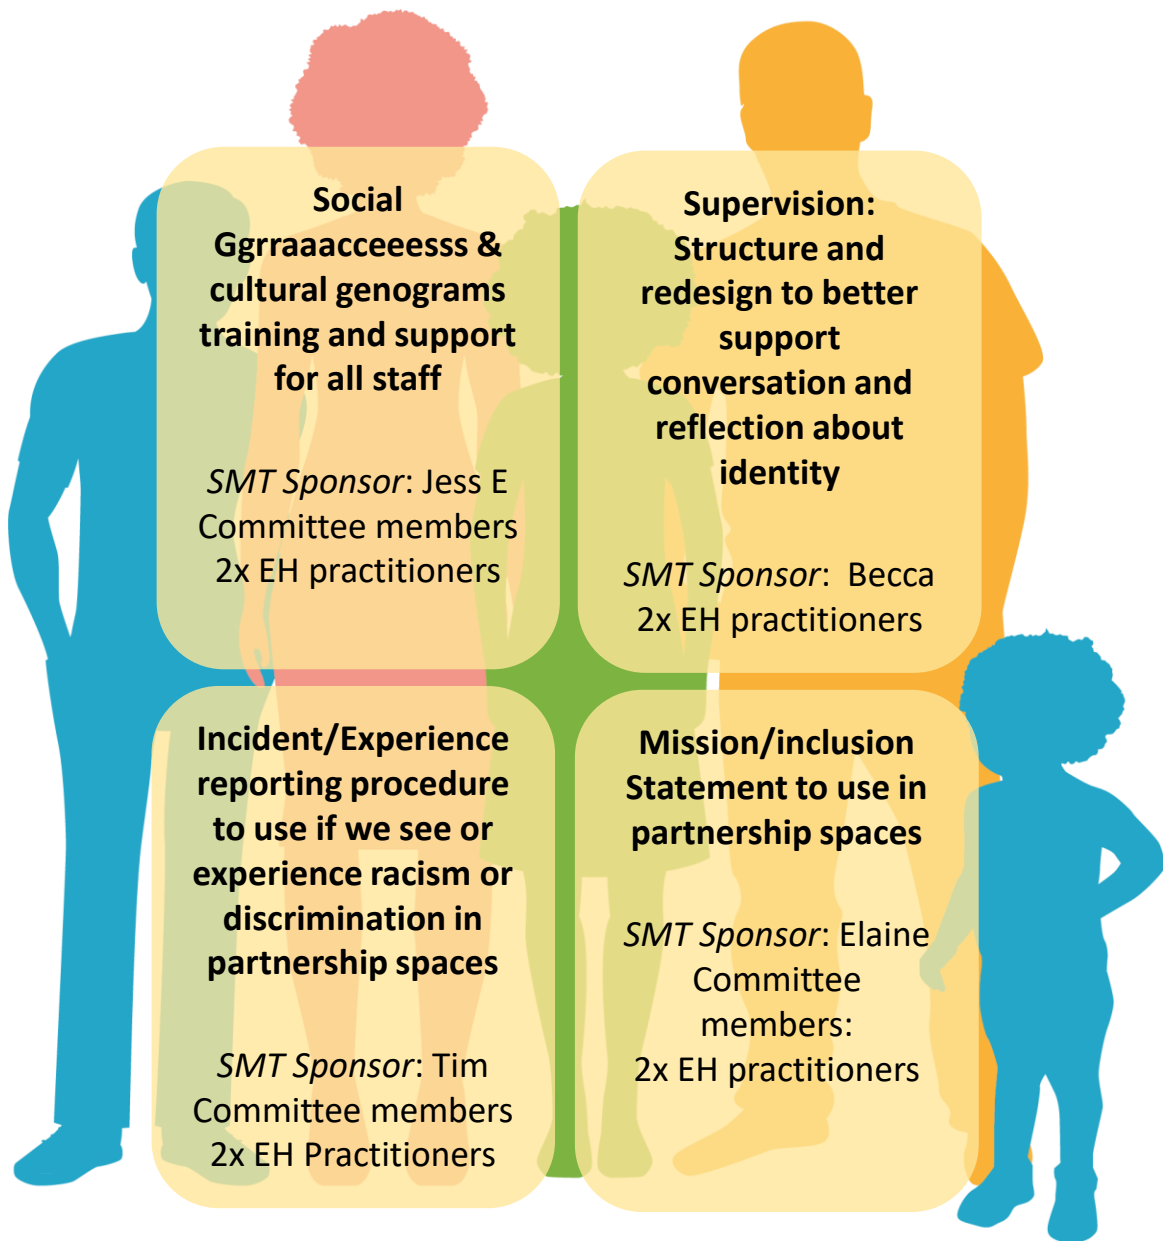 Social
Ggrraaacceeesss &
cultural genograms
training and support
for all staff
SMT Sponsor: Jess E
Committee members
2x EH practitioners
Supervision:
Structure and
redesign to better
support
conversation and
reflection about
identity
SMT Sponsor:  Becca
2x EH practitioners
Incident/Experience
reporting procedure
to use if we see or
experience racism or
discrimination in
partnership spaces
SMT Sponsor: Tim
Committee members
2x EH Practitioners
Mission/inclusion
Statement to use in
partnership spaces
SMT Sponsor: Elaine
Committee
members:
2x EH practitioners